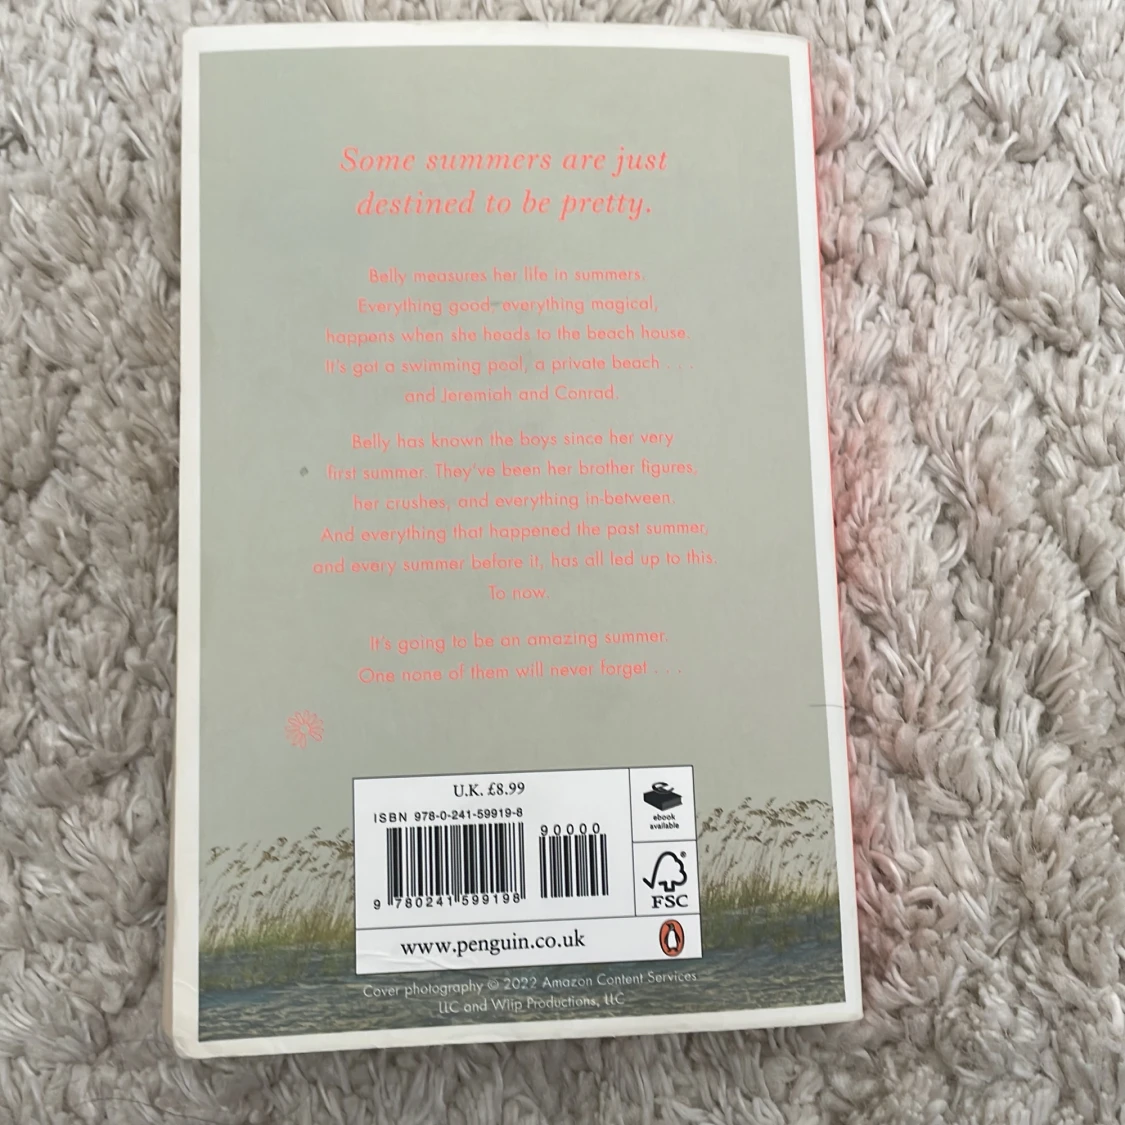 Some summers are just
destined to be pretty.
Belly measures her life in summers.
Everything good, everything magical,
happens when she heads to the beach house.
It's got a swimming pool, a private beach . . .
and Jeremiah and Conrad.
Belly has known the boys since her very
first summer. They've been her brother figures,
her crushes, and everything in-between.
And everything that happened the past summer,
and every summer before it, has all led up to this.
To now.
It's going to be an amazing summer.
One none of them will never forget . . .
U.K. £8.99
ISBN 978-0-241-59919-8
90000
9 780241 599198
ebook
available
FSC
www.penguin.co.uk
Cover photography © 2022 Amazon Content Services
LLC and Wiip Productions, LLC